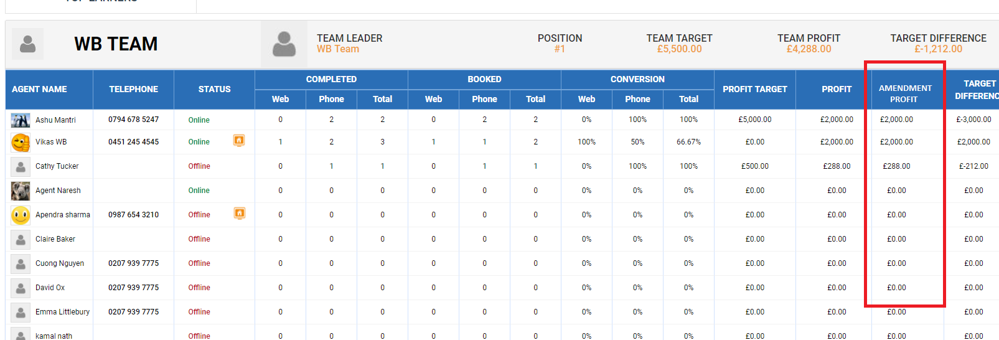 TOP EARNERS
WB TEAM
TEAM LEADER POSITION TEAM TARGET TEAM PROFIT TARGET DIFFERENCE
WB Team #1 £5,500.00 £4,288.00 £-1,212.00
AGENT NAME TELEPHONE STATUS COMPLETED BOOKED CONVERSION PROFIT TARGET PROFIT AMENDMENT PROFIT TARGET DIFFERENC
Web Phone Total Web Phone Total Web Phone Total
Ashu Mantri 0794 678 5247 Online 0 2 2 0 2 2 0% 100% 100% £5,000.00 £2,000.00 £2,000.00 £-3,000.00
Vikas WB 0451 245 4545 Online 1 2 3 1 1 2 100% 50% 66.67% £0.00 £2,000.00 £2,000.00 £2,000.00
Cathy Tucker Offline 0 1 1 0 1 1 0% 100% 100% £500.00 £288.00 £288.00 £-212.00
Agent Naresh Online 0 0 0 0 0 0 0% 0% 0% £0.00 £0.00 £0.00 £0.00
Apendra sharma 0987 654 3210 Offline 0 0 0 0 0 0 0% 0% 0% £0.00 £0.00 £0.00 £0.00
Claire Baker Offline 0 0 0 0 0 0 0% 0% 0% £0.00 £0.00 £0.00 £0.00
Cuong Nguyen 0207 939 7775 Offline 0 0 0 0 0 0 0% 0% 0% £0.00 £0.00 £0.00 £0.00
David Ox 0207 939 7775 Offline 0 0 0 0 0 0 0% 0% 0% £0.00 £0.00 £0.00 £0.00
Emma Littlebury 0207 939 7775 Offline 0 0 0 0 0 0 0% 0% 0% £0.00 £0.00 £0.00 £0.00
kamal nath Offline 0 0 0 0 0 0 0% 0% 0% £0.00 £0.00 £0.00 £0.00